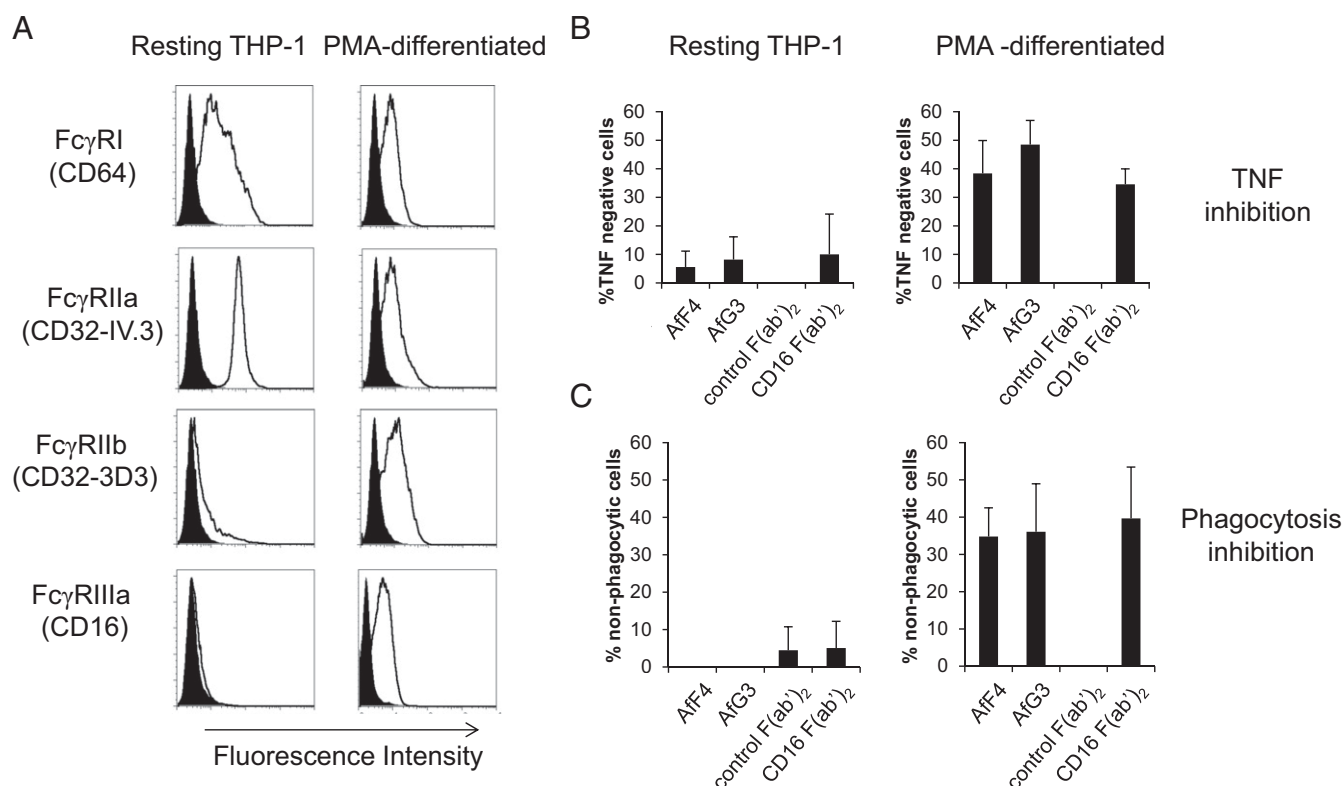 A
Resting THP-1 PMA-differentiated
FcγRI
(CD64)
FcγRIIa
(CD32-IV.3)
FcγRIIb
(CD32-3D3)
FcγRIIIa
(CD16)
Fluorescence Intensity
B
Resting THP-1 PMA -differentiated
%TNF negative cells
60
50
40
30
20
10
0
AfF4
AfG3
control F(ab')2
CD16 F(ab')2
%TNF negative cells
60
50
40
30
20
10
0
AfF4
AfG3
control F(ab')2
CD16 F(ab')2
TNF
inhibition
C
% non-phagocytic cells
60
50
40
30
20
10
0
AfF4
AfG3
control F(ab')2
CD16 F(ab')2
% non-phagocytic cells
60
50
40
30
20
10
0
AfF4
AfG3
control F(ab')2
CD16 F(ab')2
Phagocytosis
inhibition